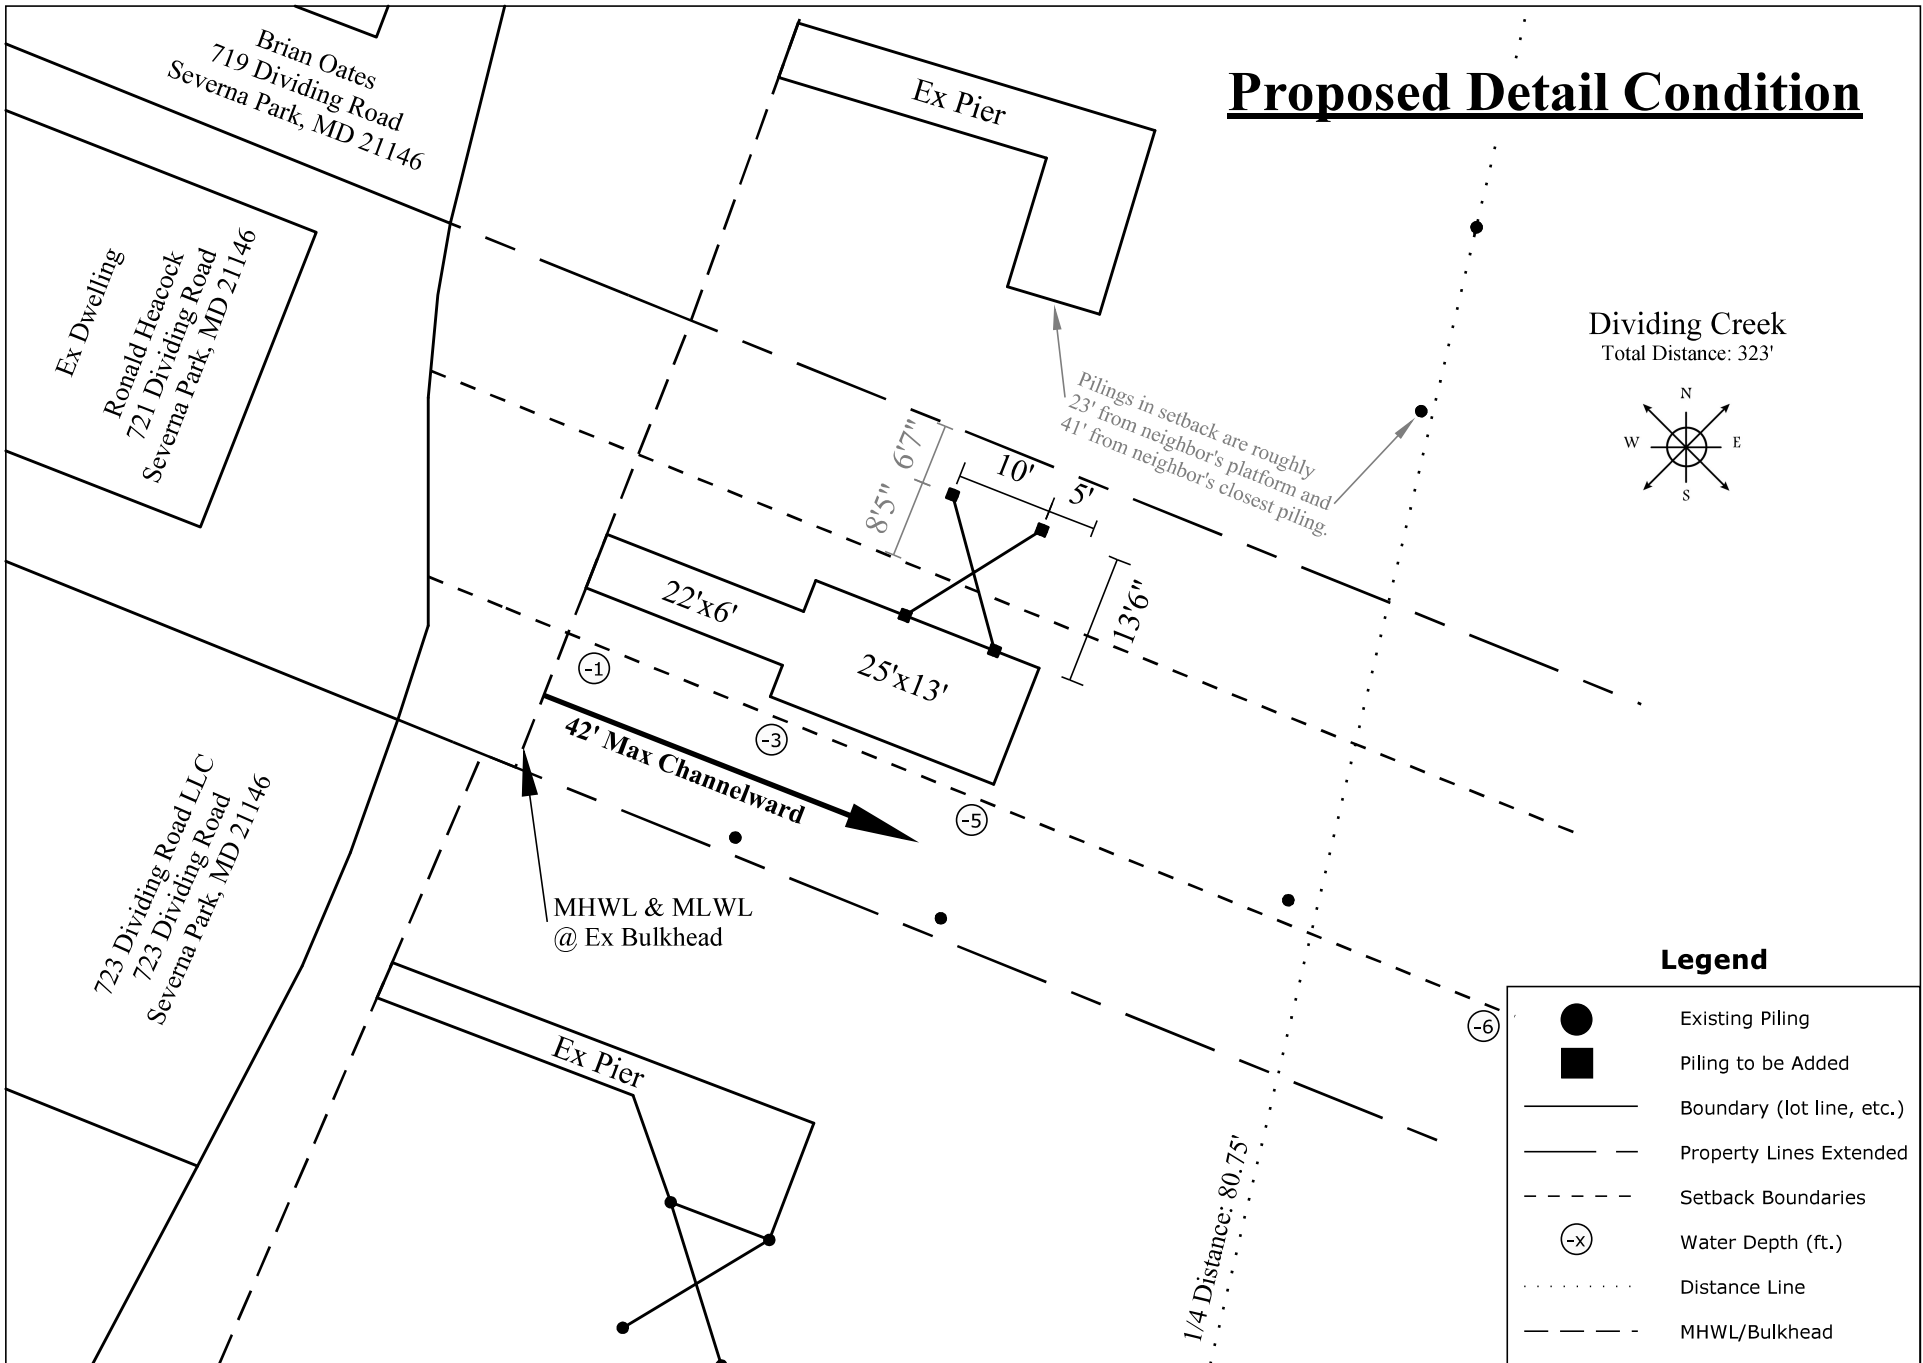 Proposed Detail Condition
Brian Oates
719 Dividing Road
Severna Park, MD 21146
Ex Pier
Ex Dwelling
Ronald Heacock
721 Dividing Road
Severna Park, MD 21146
Dividing Creek
Total Distance: 323'
N
W
E
S
Pilings in setback are roughly
23' from neighbor's platform and
41' from neighbor's closest piling.
6'7"
8'5"
10'
5'
13'6"
22'x6'
25'x13'
-1
-3
-5
-6
42' Max Channelward
MHWL & MLWL
@ Ex Bulkhead
723 Dividing Road LLC
723 Dividing Road
Severna Park, MD 21146
Ex Pier
1/4 Distance: 80.75'
Legend
Existing Piling
Piling to be Added
Boundary (lot line, etc.)
Property Lines Extended
Setback Boundaries
-x
Water Depth (ft.)
Distance Line
MHWL/Bulkhead